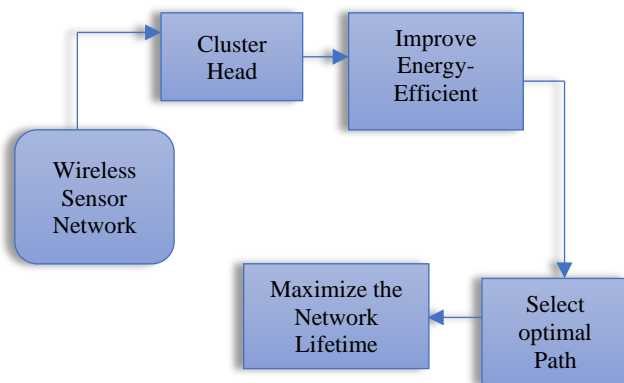 Wireless
Sensor
Network
Cluster
Head
Improve
Energy-
Efficient
Select
optimal
Path
Maximize the
Network
Lifetime